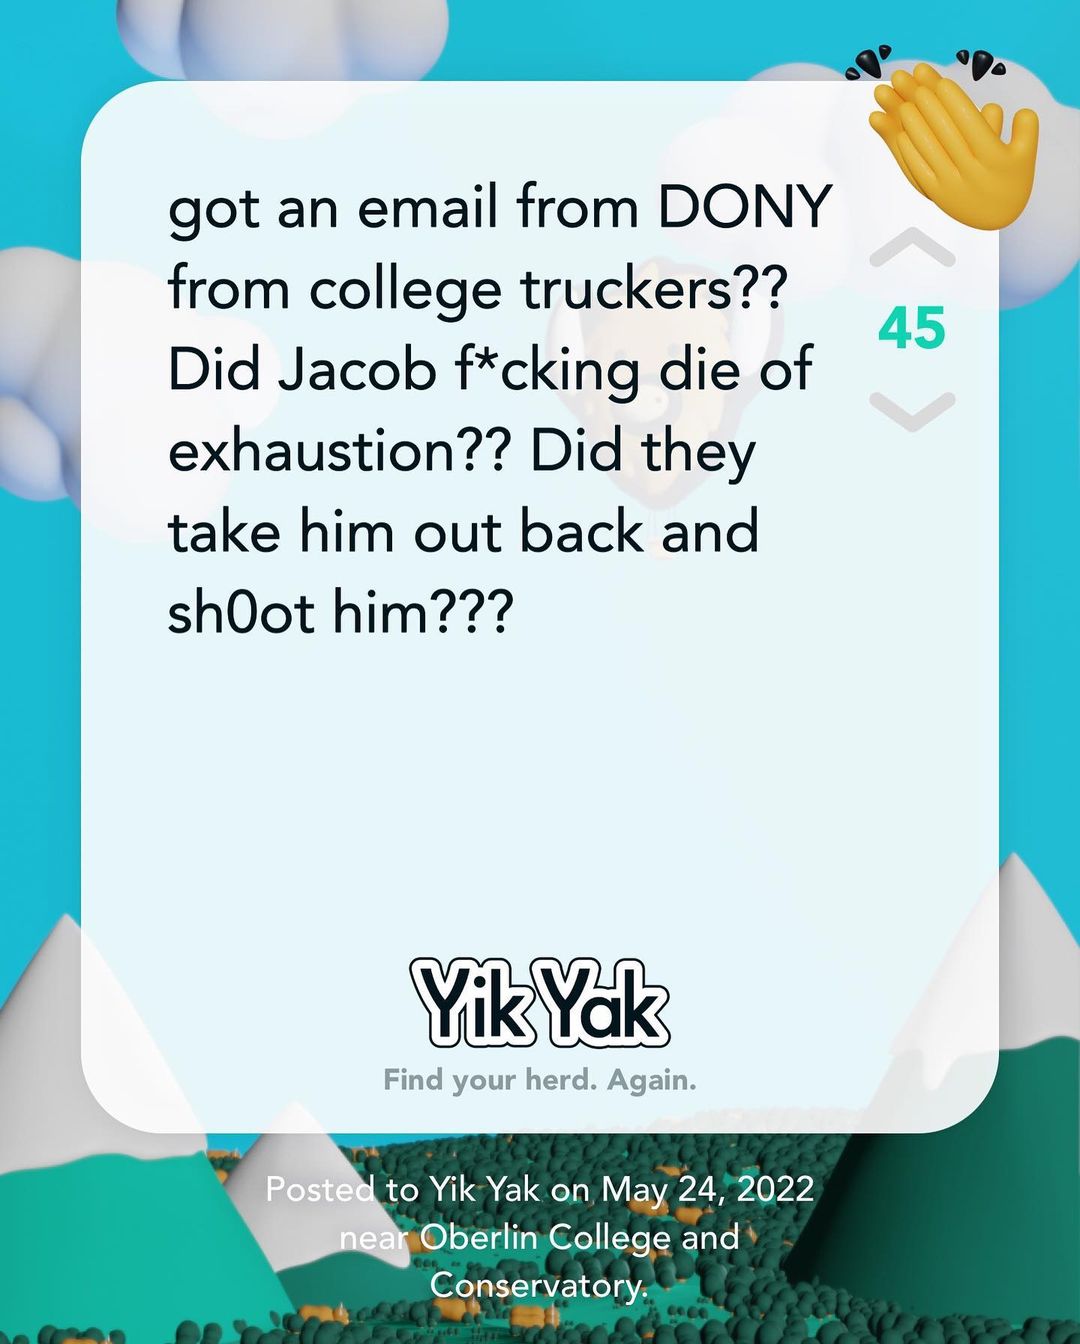 got an email from DONY
from college truckers??
Did Jacob f*cking die of
exhaustion?? Did they
take him out back and
sh0ot him???
45
Yik Yak
Find your herd. Again.
Posted to Yik Yak on May 24, 2022
near Oberlin College and
Conservatory.